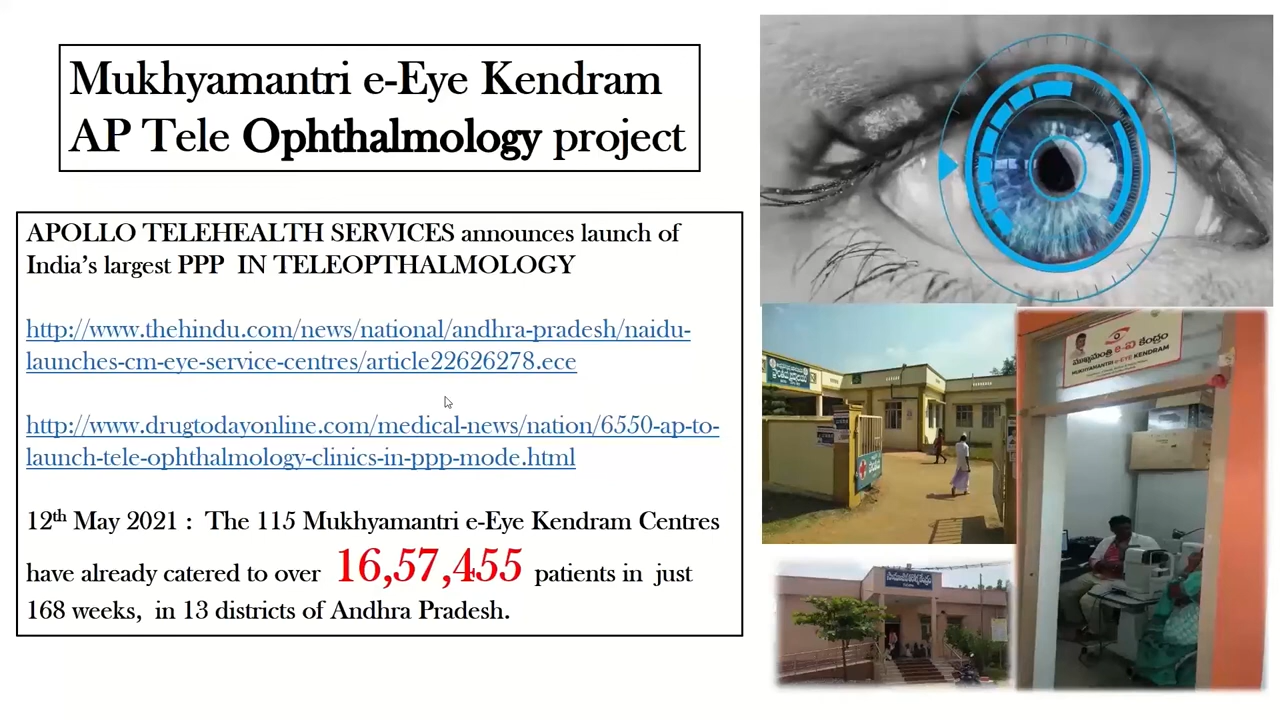 Mukhyamantri e-Eye Kendram
AP Tele Ophthalmology project
APOLLO TELEHEALTH SERVICES announces launch of
India's largest PPP IN TELEOPTHALMOLOGY
http://www.thehindu.com/news/national/andhra-pradesh/naidu-
launches-cm-eye-service-centres/article22626278.ece
http://www.drugtodayonline.com/medical-news/nation/6550-ap-to-
launch-tele-ophthalmology-clinics-in-ppp-mode.html
12th May 2021 : The 115 Mukhyamantri e-Eye Kendram Centres
have already catered to over 16,57,455 patients in just
168 weeks, in 13 districts of Andhra Pradesh.
ముఖ్యమంత్రి ఇ-ఐ కేంద్రం
MUKHYAMANTRI e-EYE KENDRAM